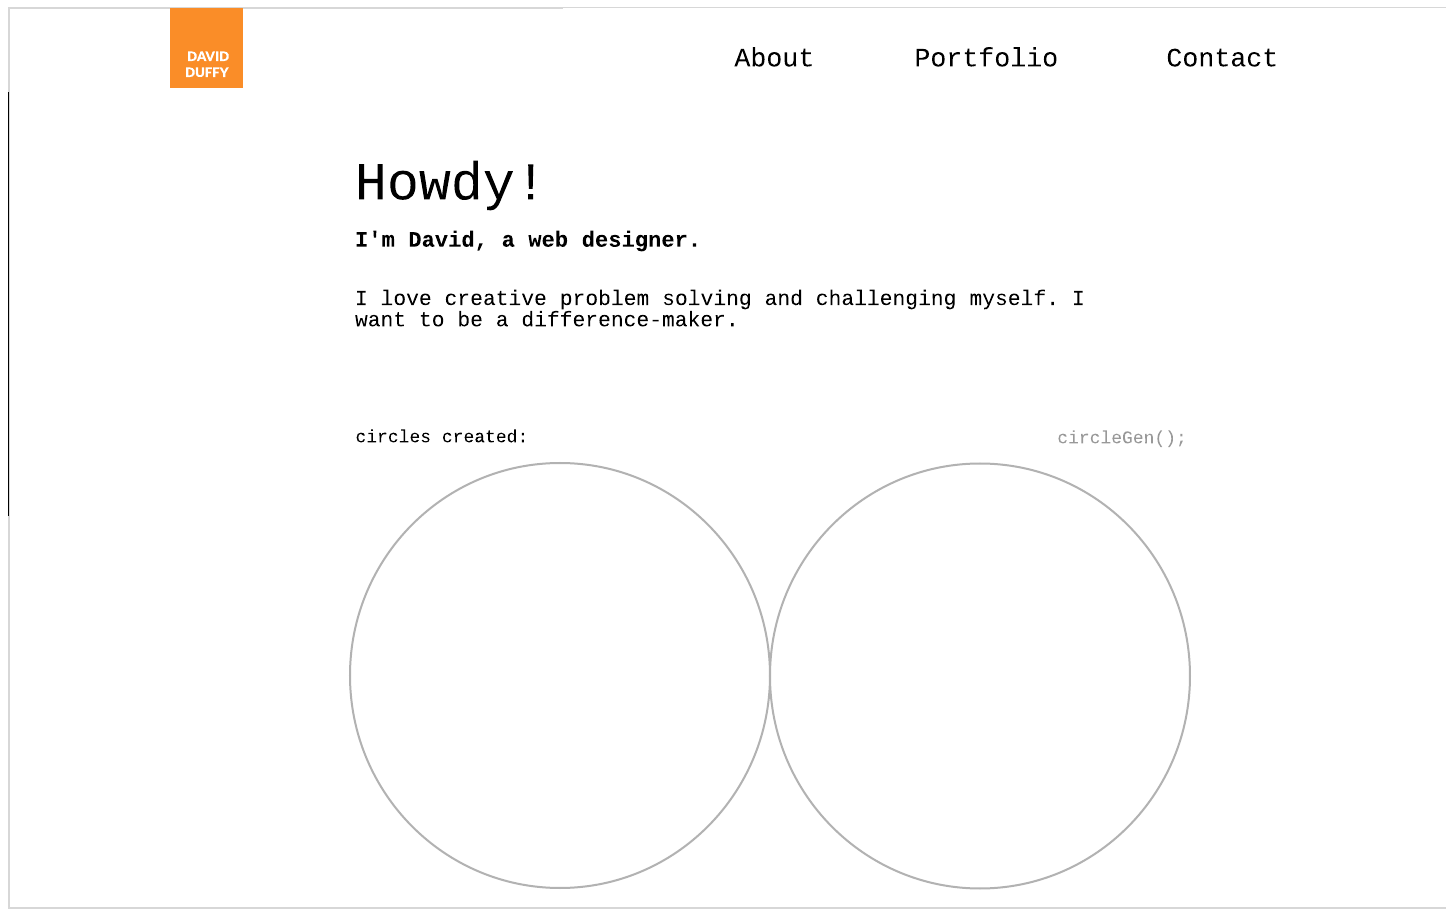 DAVID
DUFFY
About Portfolio Contact
Howdy!
I'm David, a web designer.
I love creative problem solving and challenging myself. I
want to be a difference-maker.
circles created: circleGen();